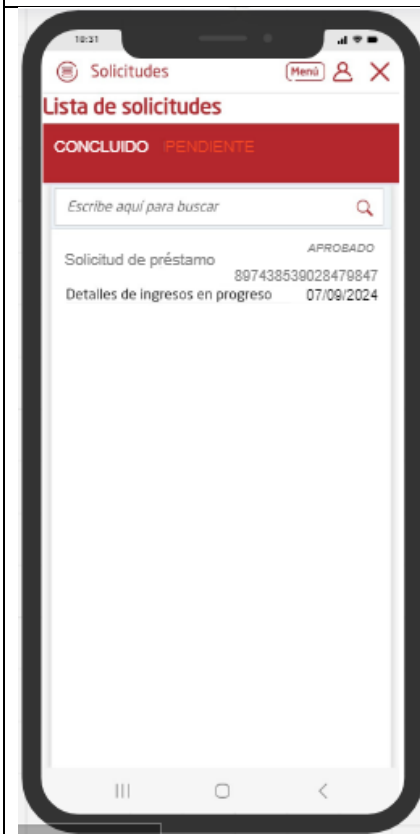 10:31
Solicitudes Menú
Lista de solicitudes
CONCLUIDO PENDIENTE
Escribe aquí para buscar
APROBADO
Solicitud de préstamo
897438539028479847
Detalles de ingresos en progreso 07/09/2024